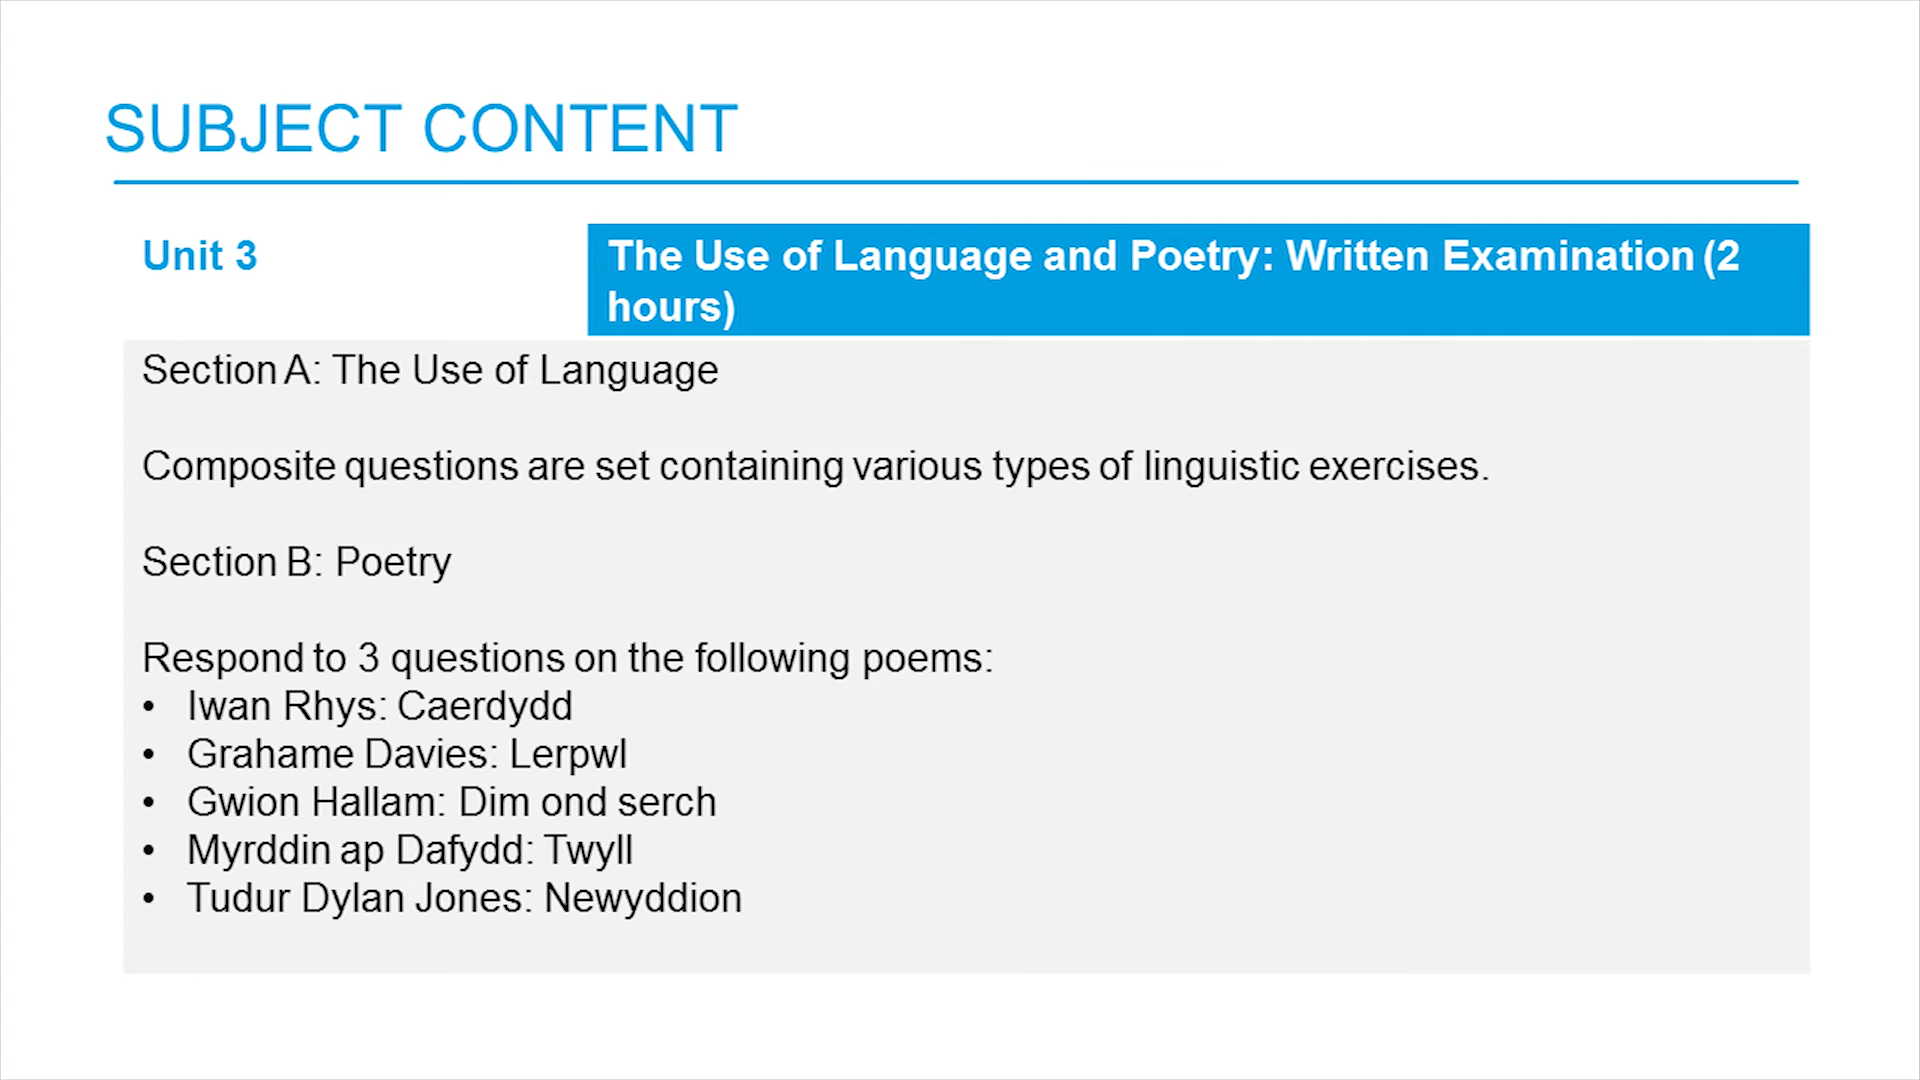 SUBJECT CONTENT
Unit 3
The Use of Language and Poetry: Written Examination (2
hours)
Section A: The Use of Language
Composite questions are set containing various types of linguistic exercises.
Section B: Poetry
Respond to 3 questions on the following poems:
• Iwan Rhys: Caerdydd
• Grahame Davies: Lerpwl
• Gwion Hallam: Dim ond serch
• Myrddin ap Dafydd: Twyll
• Tudur Dylan Jones: Newyddion